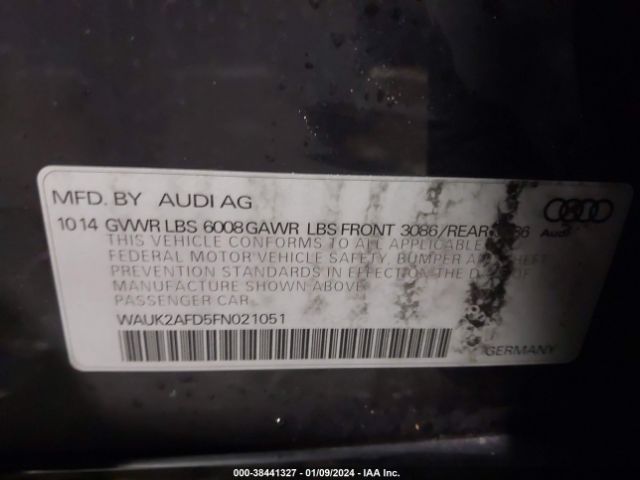 MFD. BY AUDI AG
10 14 GVWR LBS 6008 GAWR LBS FRONT 3086/REAR 86
THIS VEHICLE CONFORMS TO ALL APPLICABLE
FEDERAL MOTOR VEHICLE SAFETY, BUMPER AND THEFT
PREVENTION STANDARDS IN EFFECT ON THE DATE OF
MANUFACTURE SHOWN ABOVE.
PASSENGER CAR
Audi
WAUK2AFD5FN021051
GERMANY
000-38441327 - 01/09/2024 - IAA Inc.